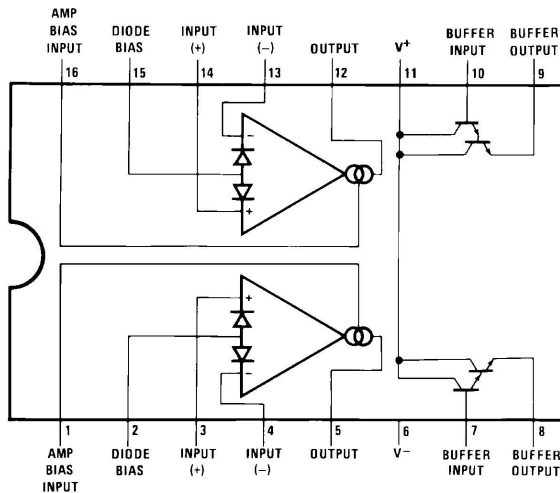 AMP
BIAS
INPUT
DIODE
BIAS
INPUT
(+)
INPUT
(−)
OUTPUT
V+
BUFFER
INPUT
BUFFER
OUTPUT
16 15 14 13 12 11 10 9
−
+
+
−
1 2 3 4 5 6 7 8
AMP
BIAS
INPUT
DIODE
BIAS
INPUT
(+)
INPUT
(−)
OUTPUT
V−
BUFFER
INPUT
BUFFER
OUTPUT